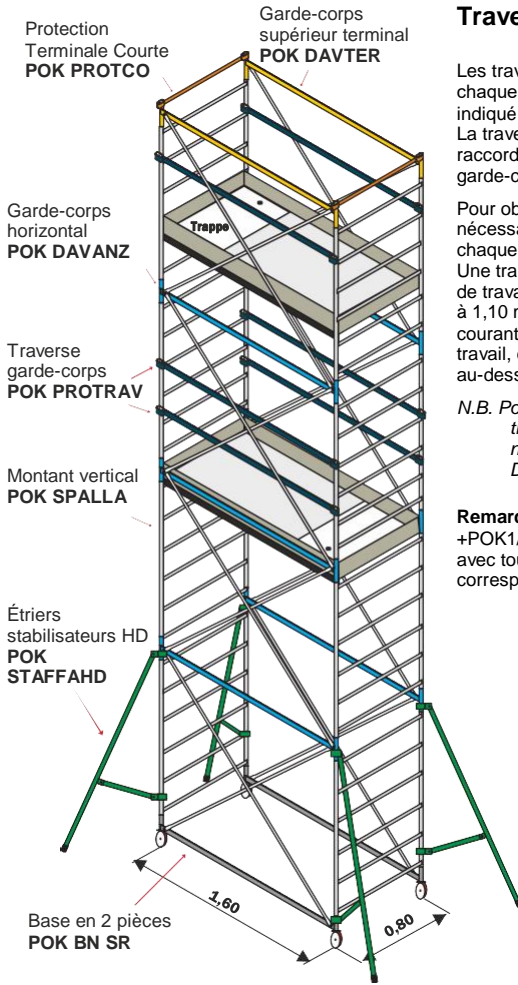 Protection
Terminale Courte
POK PROTCO
Garde-corps
supérieur terminal
POK DAVTER
Garde-corps
horizontal
POK DAVANZ
Trappe
Traverse
garde-corps
POK PROTRAV
Montant vertical
POK SPALLA
Étriers
stabilisateurs HD
POK
STAFFAHD
Base en 2 pièces
POK BN SR
1,60
0,80
Trave
Les trav
chaque
indiqué
La trave
raccord
garde-c
Pour ob
nécessa
chaque
Une tra
de trava
à 1,10 r
courant
travail, 
au-dess
N.B. Po
Remarc
+POK1/
avec tou
corresp